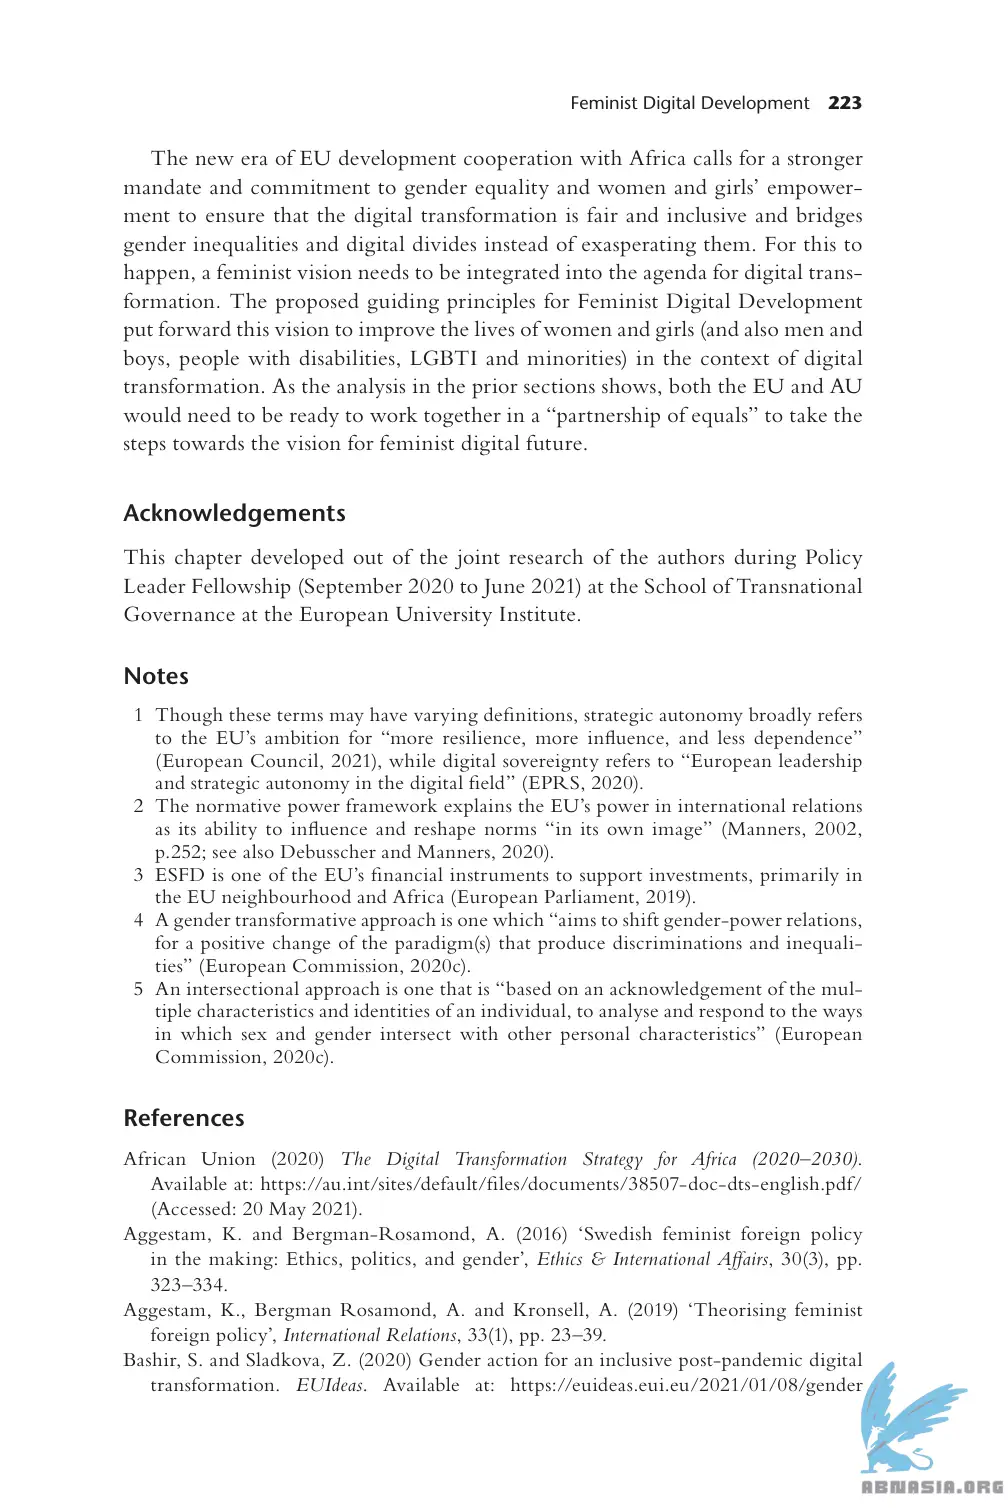 Feminist Digital Development 223
The new era of EU development cooperation with Africa calls for a stronger
mandate and commitment to gender equality and women and girls’ empower-
ment to ensure that the digital transformation is fair and inclusive and bridges
gender inequalities and digital divides instead of exasperating them. For this to
happen, a feminist vision needs to be integrated into the agenda for digital trans-
formation. The proposed guiding principles for Feminist Digital Development
put forward this vision to improve the lives of women and girls (and also men and
boys, people with disabilities, LGBTI and minorities) in the context of digital
transformation. As the analysis in the prior sections shows, both the EU and AU
would need to be ready to work together in a “partnership of equals” to take the
steps towards the vision for feminist digital future.
Acknowledgements
This chapter developed out of the joint research of the authors during Policy
Leader Fellowship (September 2020 to June 2021) at the School of Transnational
Governance at the European University Institute.
Notes
1 Though these terms may have varying definitions, strategic autonomy broadly refers
to the EU’s ambition for “more resilience, more influence, and less dependence”
(European Council, 2021), while digital sovereignty refers to “European leadership
and strategic autonomy in the digital field” (EPRS, 2020).
2 The normative power framework explains the EU’s power in international relations
as its ability to influence and reshape norms “in its own image” (Manners, 2002,
p.252; see also Debusscher and Manners, 2020).
3 ESFD is one of the EU’s financial instruments to support investments, primarily in
the EU neighbourhood and Africa (European Parliament, 2019).
4 A gender transformative approach is one which “aims to shift gender-power relations,
for a positive change of the paradigm(s) that produce discriminations and inequali-
ties” (European Commission, 2020c).
5 An intersectional approach is one that is “based on an acknowledgement of the mul-
tiple characteristics and identities of an individual, to analyse and respond to the ways
in which sex and gender intersect with other personal characteristics” (European
Commission, 2020c).
References
African Union (2020) The Digital Transformation Strategy for Africa (2020–2030).
Available at: https://au.int/sites/default/files/documents/38507-doc-dts-english.pdf/
(Accessed: 20 May 2021).
Aggestam, K. and Bergman-Rosamond, A. (2016) ‘Swedish feminist foreign policy
in the making: Ethics, politics, and gender’, Ethics & International Affairs, 30(3), pp.
323–334.
Aggestam, K., Bergman Rosamond, A. and Kronsell, A. (2019) ‘Theorising feminist
foreign policy’, International Relations, 33(1), pp. 23–39.
Bashir, S. and Sladkova, Z. (2020) Gender action for an inclusive post-pandemic digital
transformation. EUIdeas. Available at: https://euideas.eui.eu/2021/01/08/gender
ABNASIA.ORG